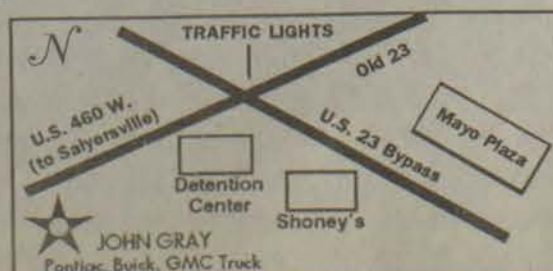 N
TRAFFIC LIGHTS
Old 23
U.S. 460 W.
(to Salyersville)
U.S. 23 Bypass
Mayo Plaza
Detention
Center
Shoney's
JOHN GRAY
Pontiac, Buick, GMC Truck